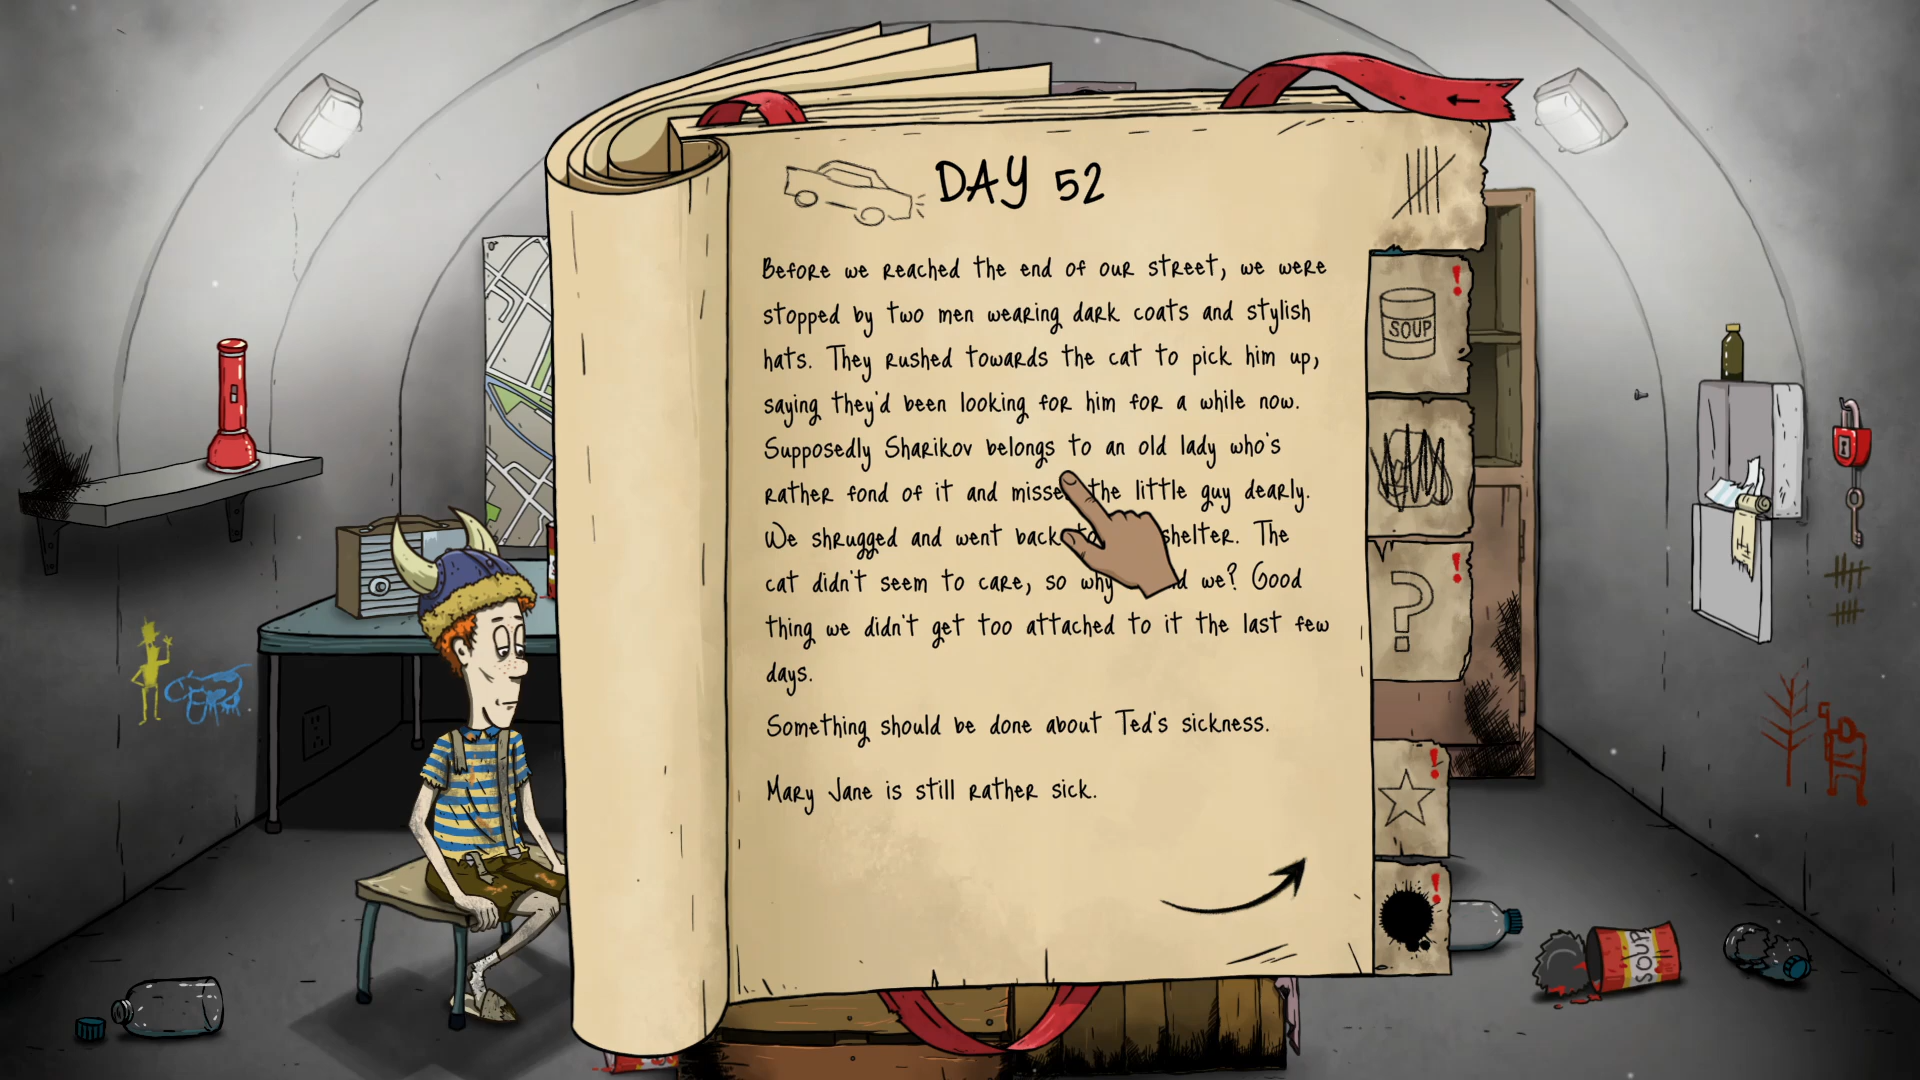 DAY 52
Before we reached the end of our street, we were
stopped by two men wearing dark coats and stylish
hats. They rushed towards the cat to pick him up,
saying they'd been looking for him for a while now.
Supposedly Sharikov belongs to an old lady who's
rather fond of it and the little guy dearly.
We shrugged and went back shelter. The
cat didn't seem to care, so why we? Good
thing we didn't get too attached to it the last few
days.
Something should be done about Ted's sickness.
Mary Jane is still rather sick.
SOUP
!
!
?
!
!
SOUP